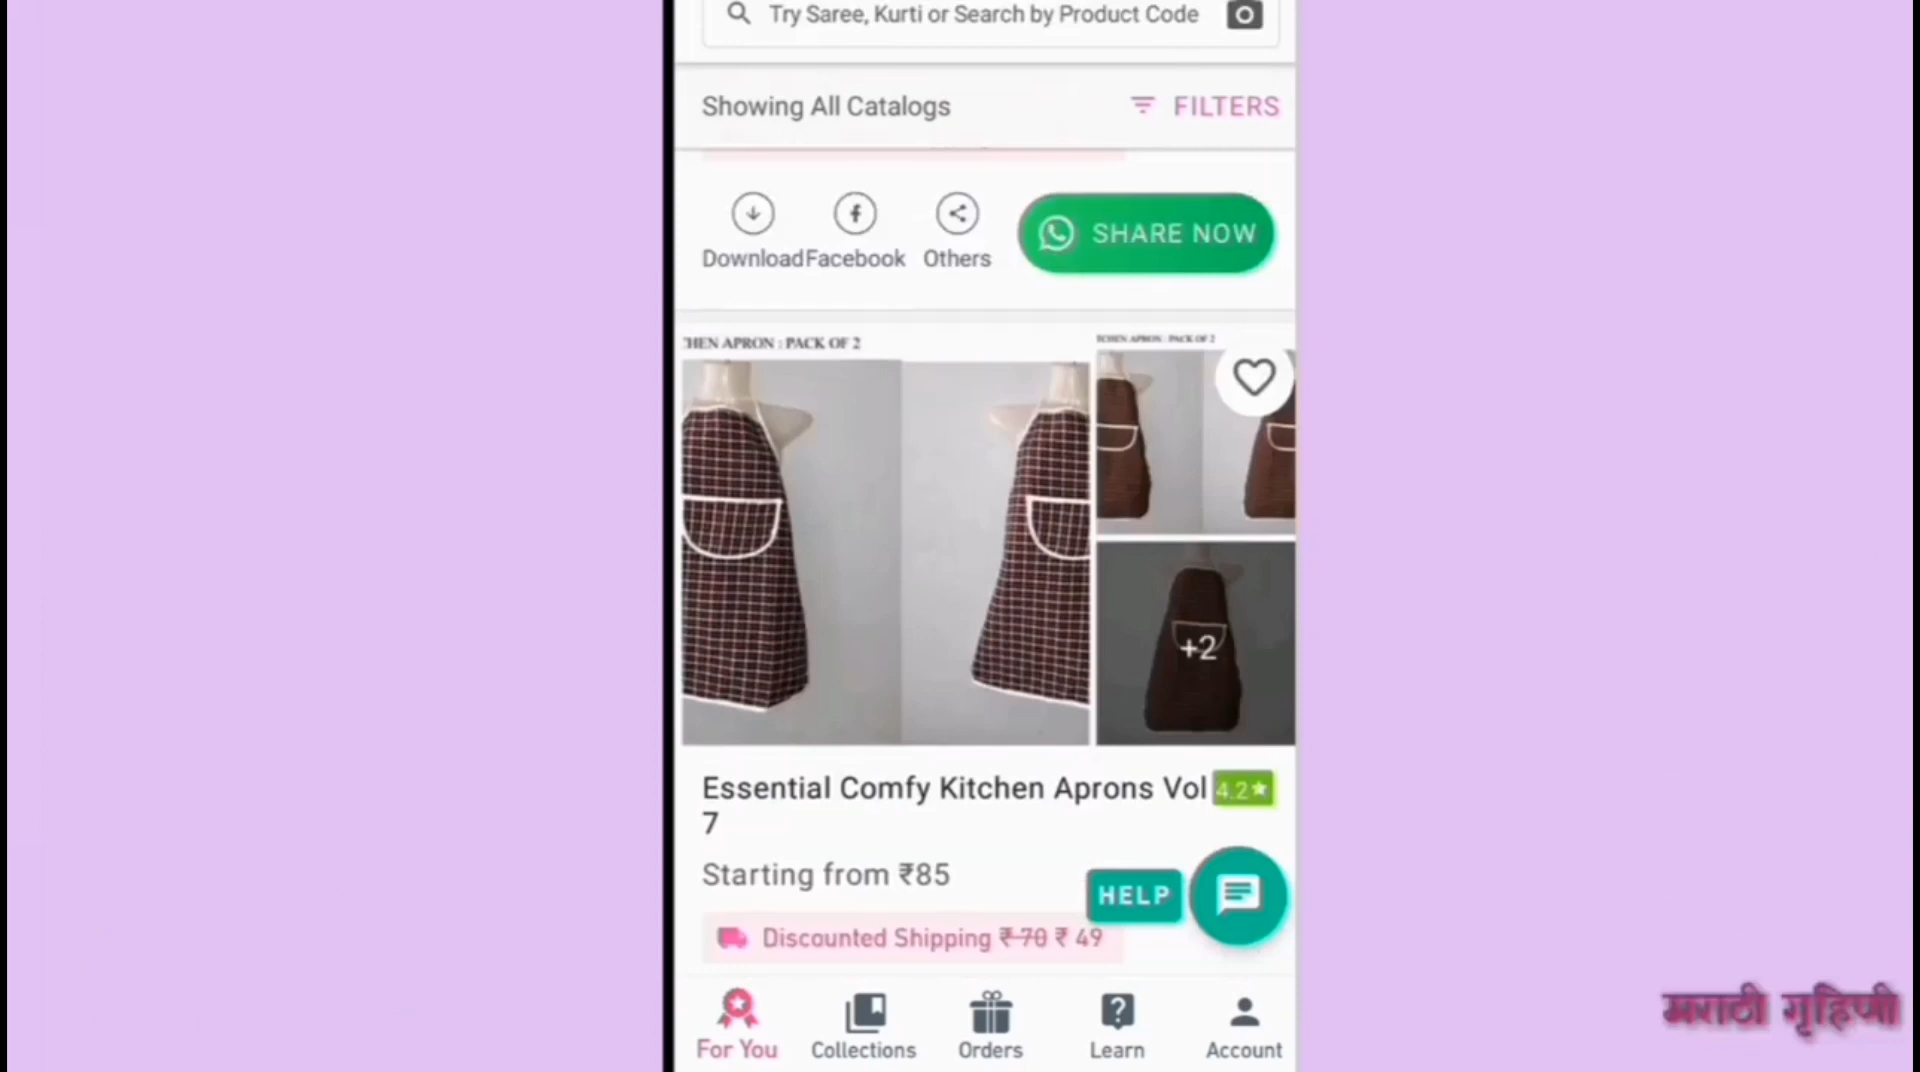 Try Saree, Kurti or Search by Product Code
Showing All Catalogs
FILTERS
Download
Facebook
Others
SHARE NOW
HEN APRON : PACK OF 2
TCHEN APRON : PACK OF 2
+2
Essential Comfy Kitchen Aprons Vol
7
4.2★
Starting from ₹85
HELP
Discounted Shipping ₹ 70 ₹ 49
For You
Collections
Orders
Learn
Account
मराठी गृहिणी